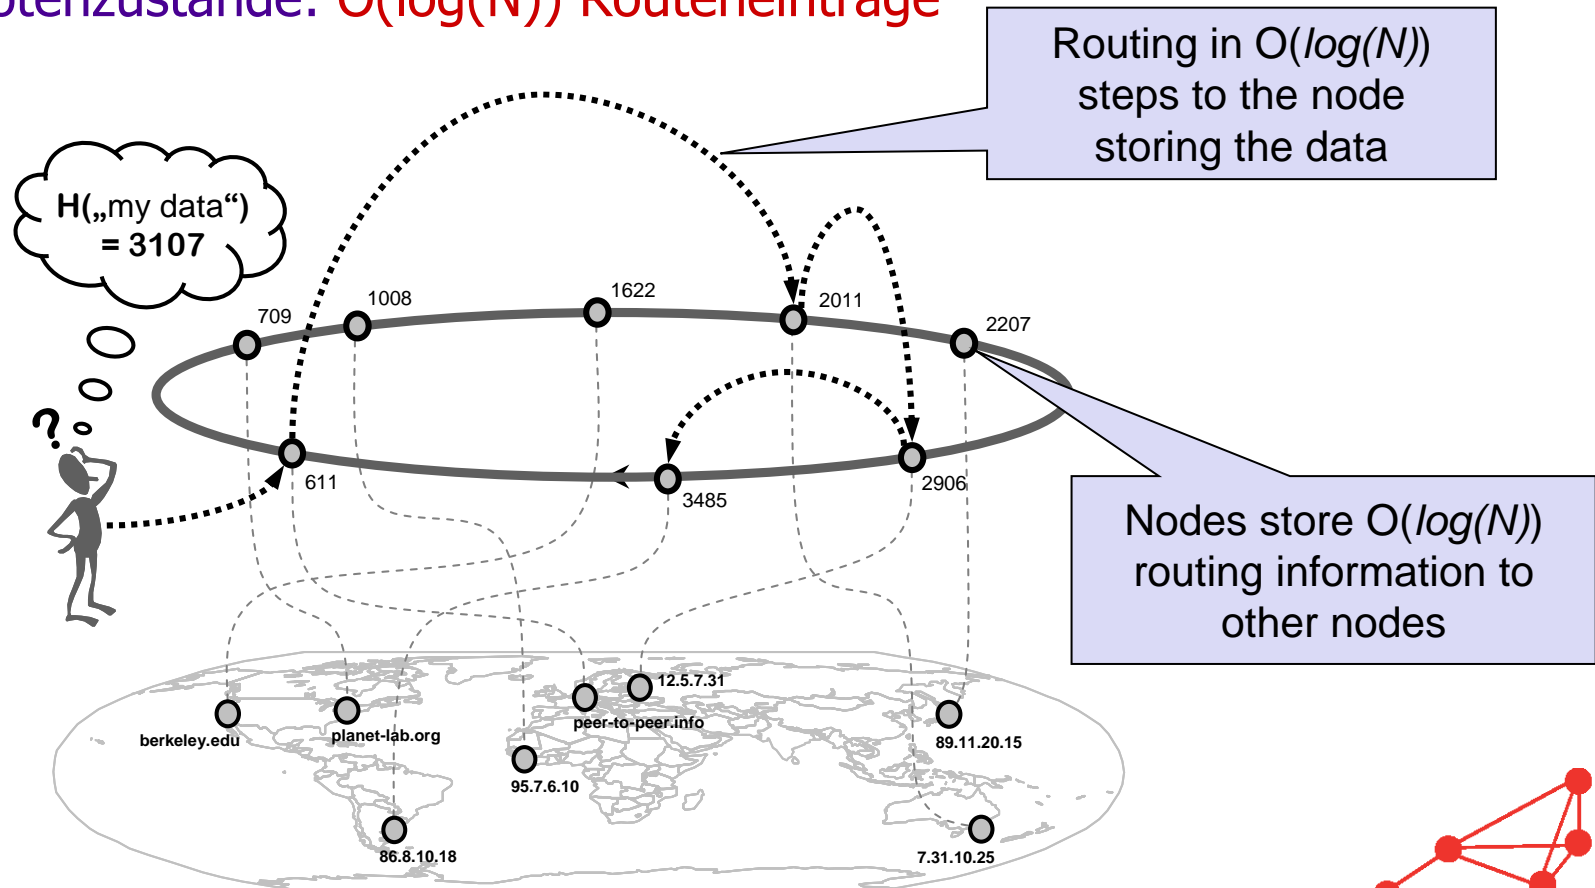 otenzustände: O(log(N)) Routeneinträge
Routing in O(log(N))
steps to the node
storing the data
H(„my data“)
= 3107
709
1008
1622
2011
2207
?
611
3485
2906
Nodes store O(log(N))
routing information to
other nodes
berkeley.edu
planet-lab.org
peer-to-peer.info
12.5.7.31
89.11.20.15
95.7.6.10
86.8.10.18
7.31.10.25